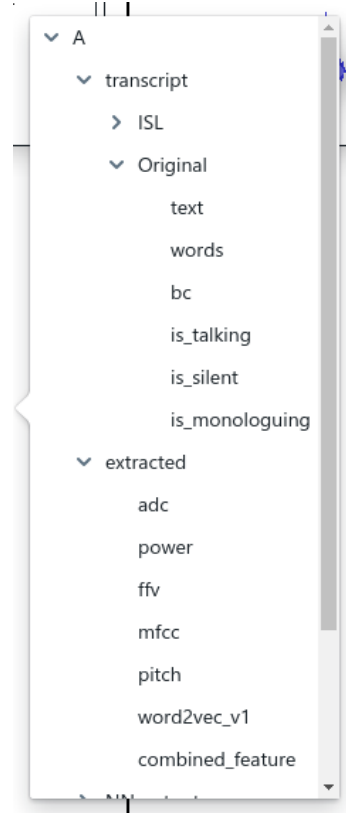 A
transcript
ISL
Original
text
words
bc
is_talking
is_silent
is_monologuing
extracted
adc
power
ffv
mfcc
pitch
word2vec_v1
combined_feature